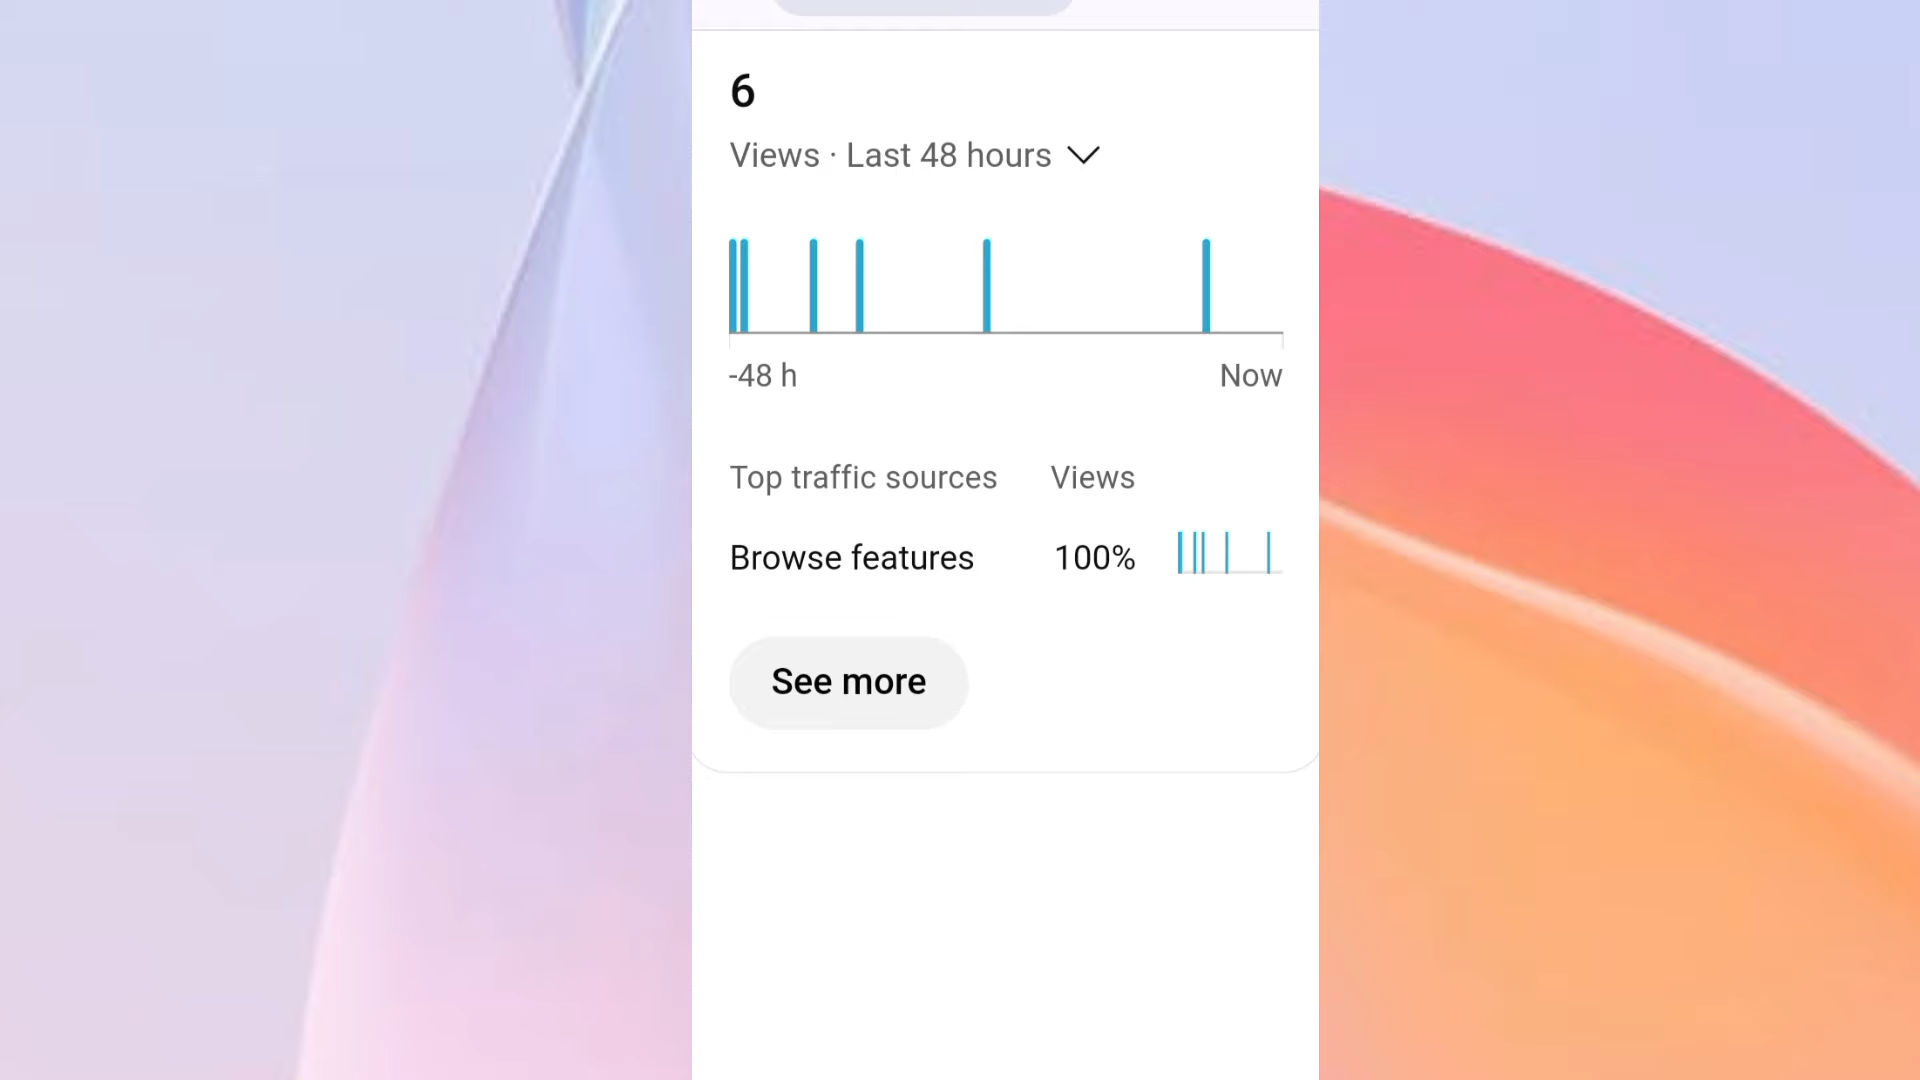 6
Views · Last 48 hours
-48 h Now
Top traffic sources Views
Browse features 100%
See more